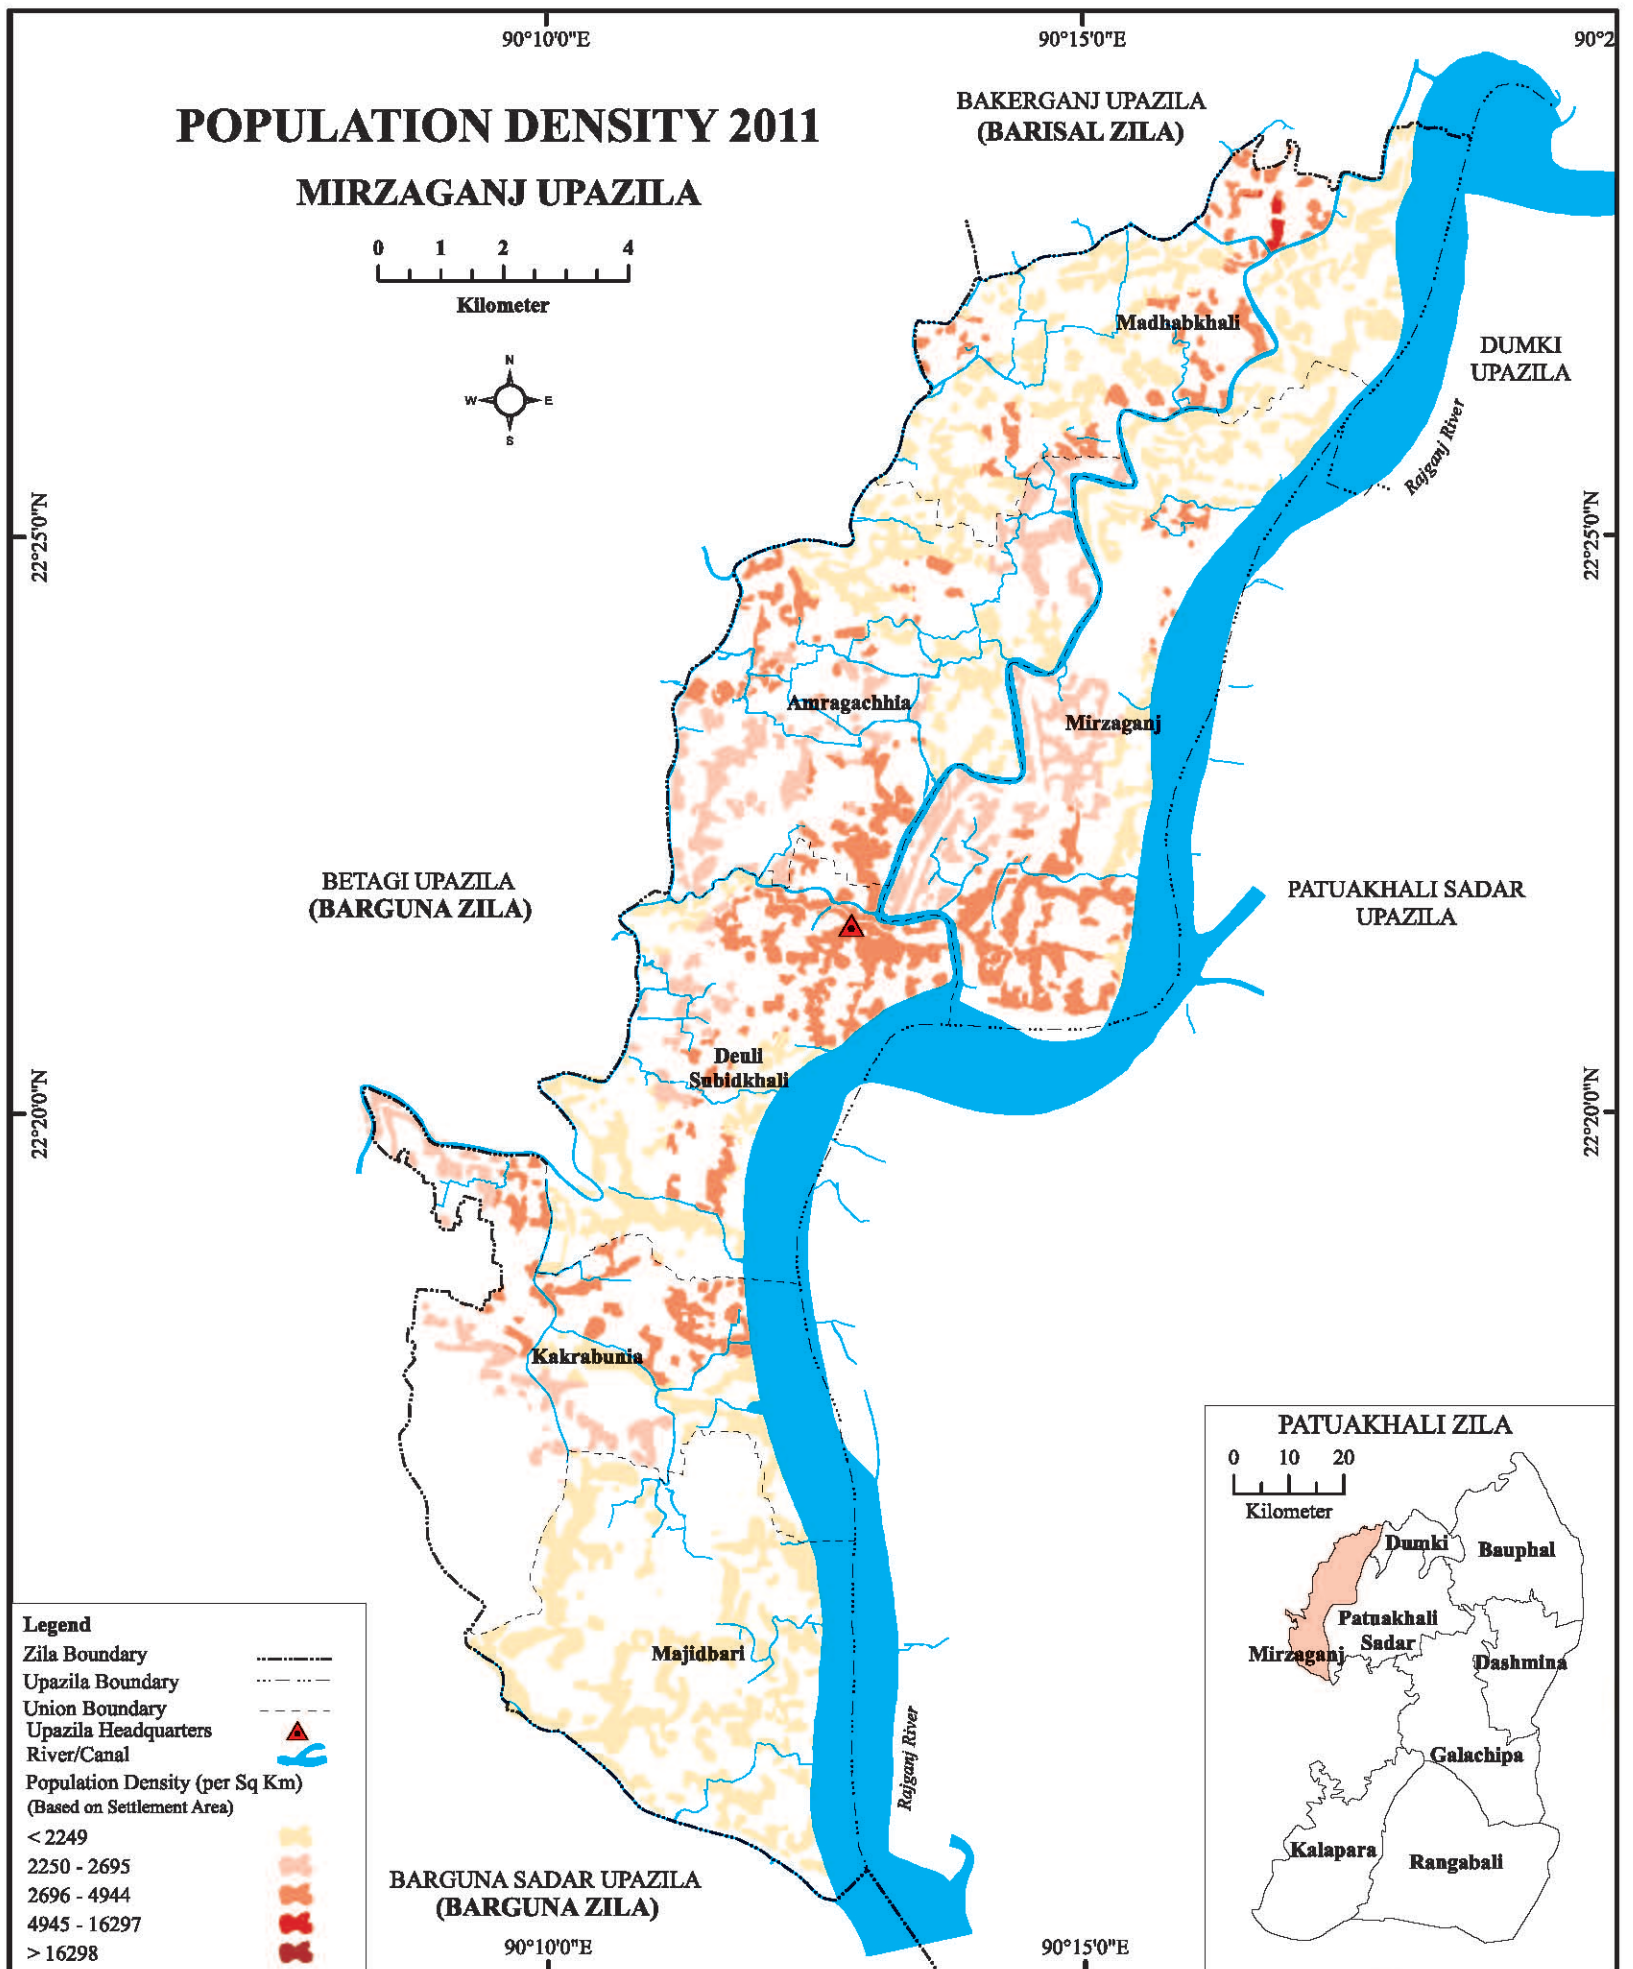 90°10'0"E
90°15'0"E
90°2
POPULATION DENSITY 2011
MIRZAGANJ UPAZILA
0 1 2 4
Kilometer
N
W E
S
BAKERGANJ UPAZILA
(BARISAL ZILA)
Madhabkhali
DUMKI
UPAZILA
Rajganj River
22°25'0"N
22°25'0"N
Amragachhia
Mirzaganj
BETAGI UPAZILA
(BARGUNA ZILA)
PATUAKHALI SADAR
UPAZILA
Deuli
Subidkhali
22°20'0"N
22°20'0"N
Kakrabunia
Majidbari
Rajganj River
BARGUNA SADAR UPAZILA
(BARGUNA ZILA)
90°10'0"E
90°15'0"E
Legend
Zila Boundary
Upazila Boundary
Union Boundary
Upazila Headquarters
River/Canal
Population Density (per Sq Km)
(Based on Settlement Area)
< 2249
2250 - 2695
2696 - 4944
4945 - 16297
> 16298
PATUAKHALI ZILA
0 10 20
Kilometer
Dumki
Bauphal
Patuakhali
Sadar
Mirzaganj
Dashmina
Galachipa
Kalapara
Rangabali